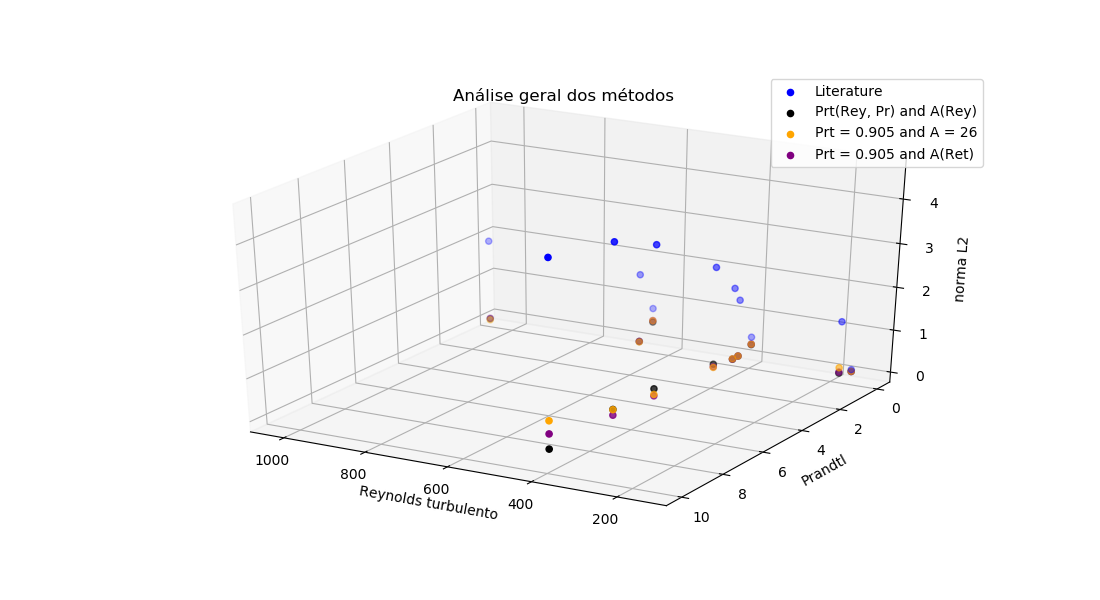 Análise geral dos métodos
Literature
Prt(Rey, Pr) and A(Rey)
Prt = 0.905 and A = 26
Prt = 0.905 and A(Ret)
4
3
2
1
0
norma L2
0
2
4
6
8
10
Prandtl
1000
800
600
400
200
Reynolds turbulento